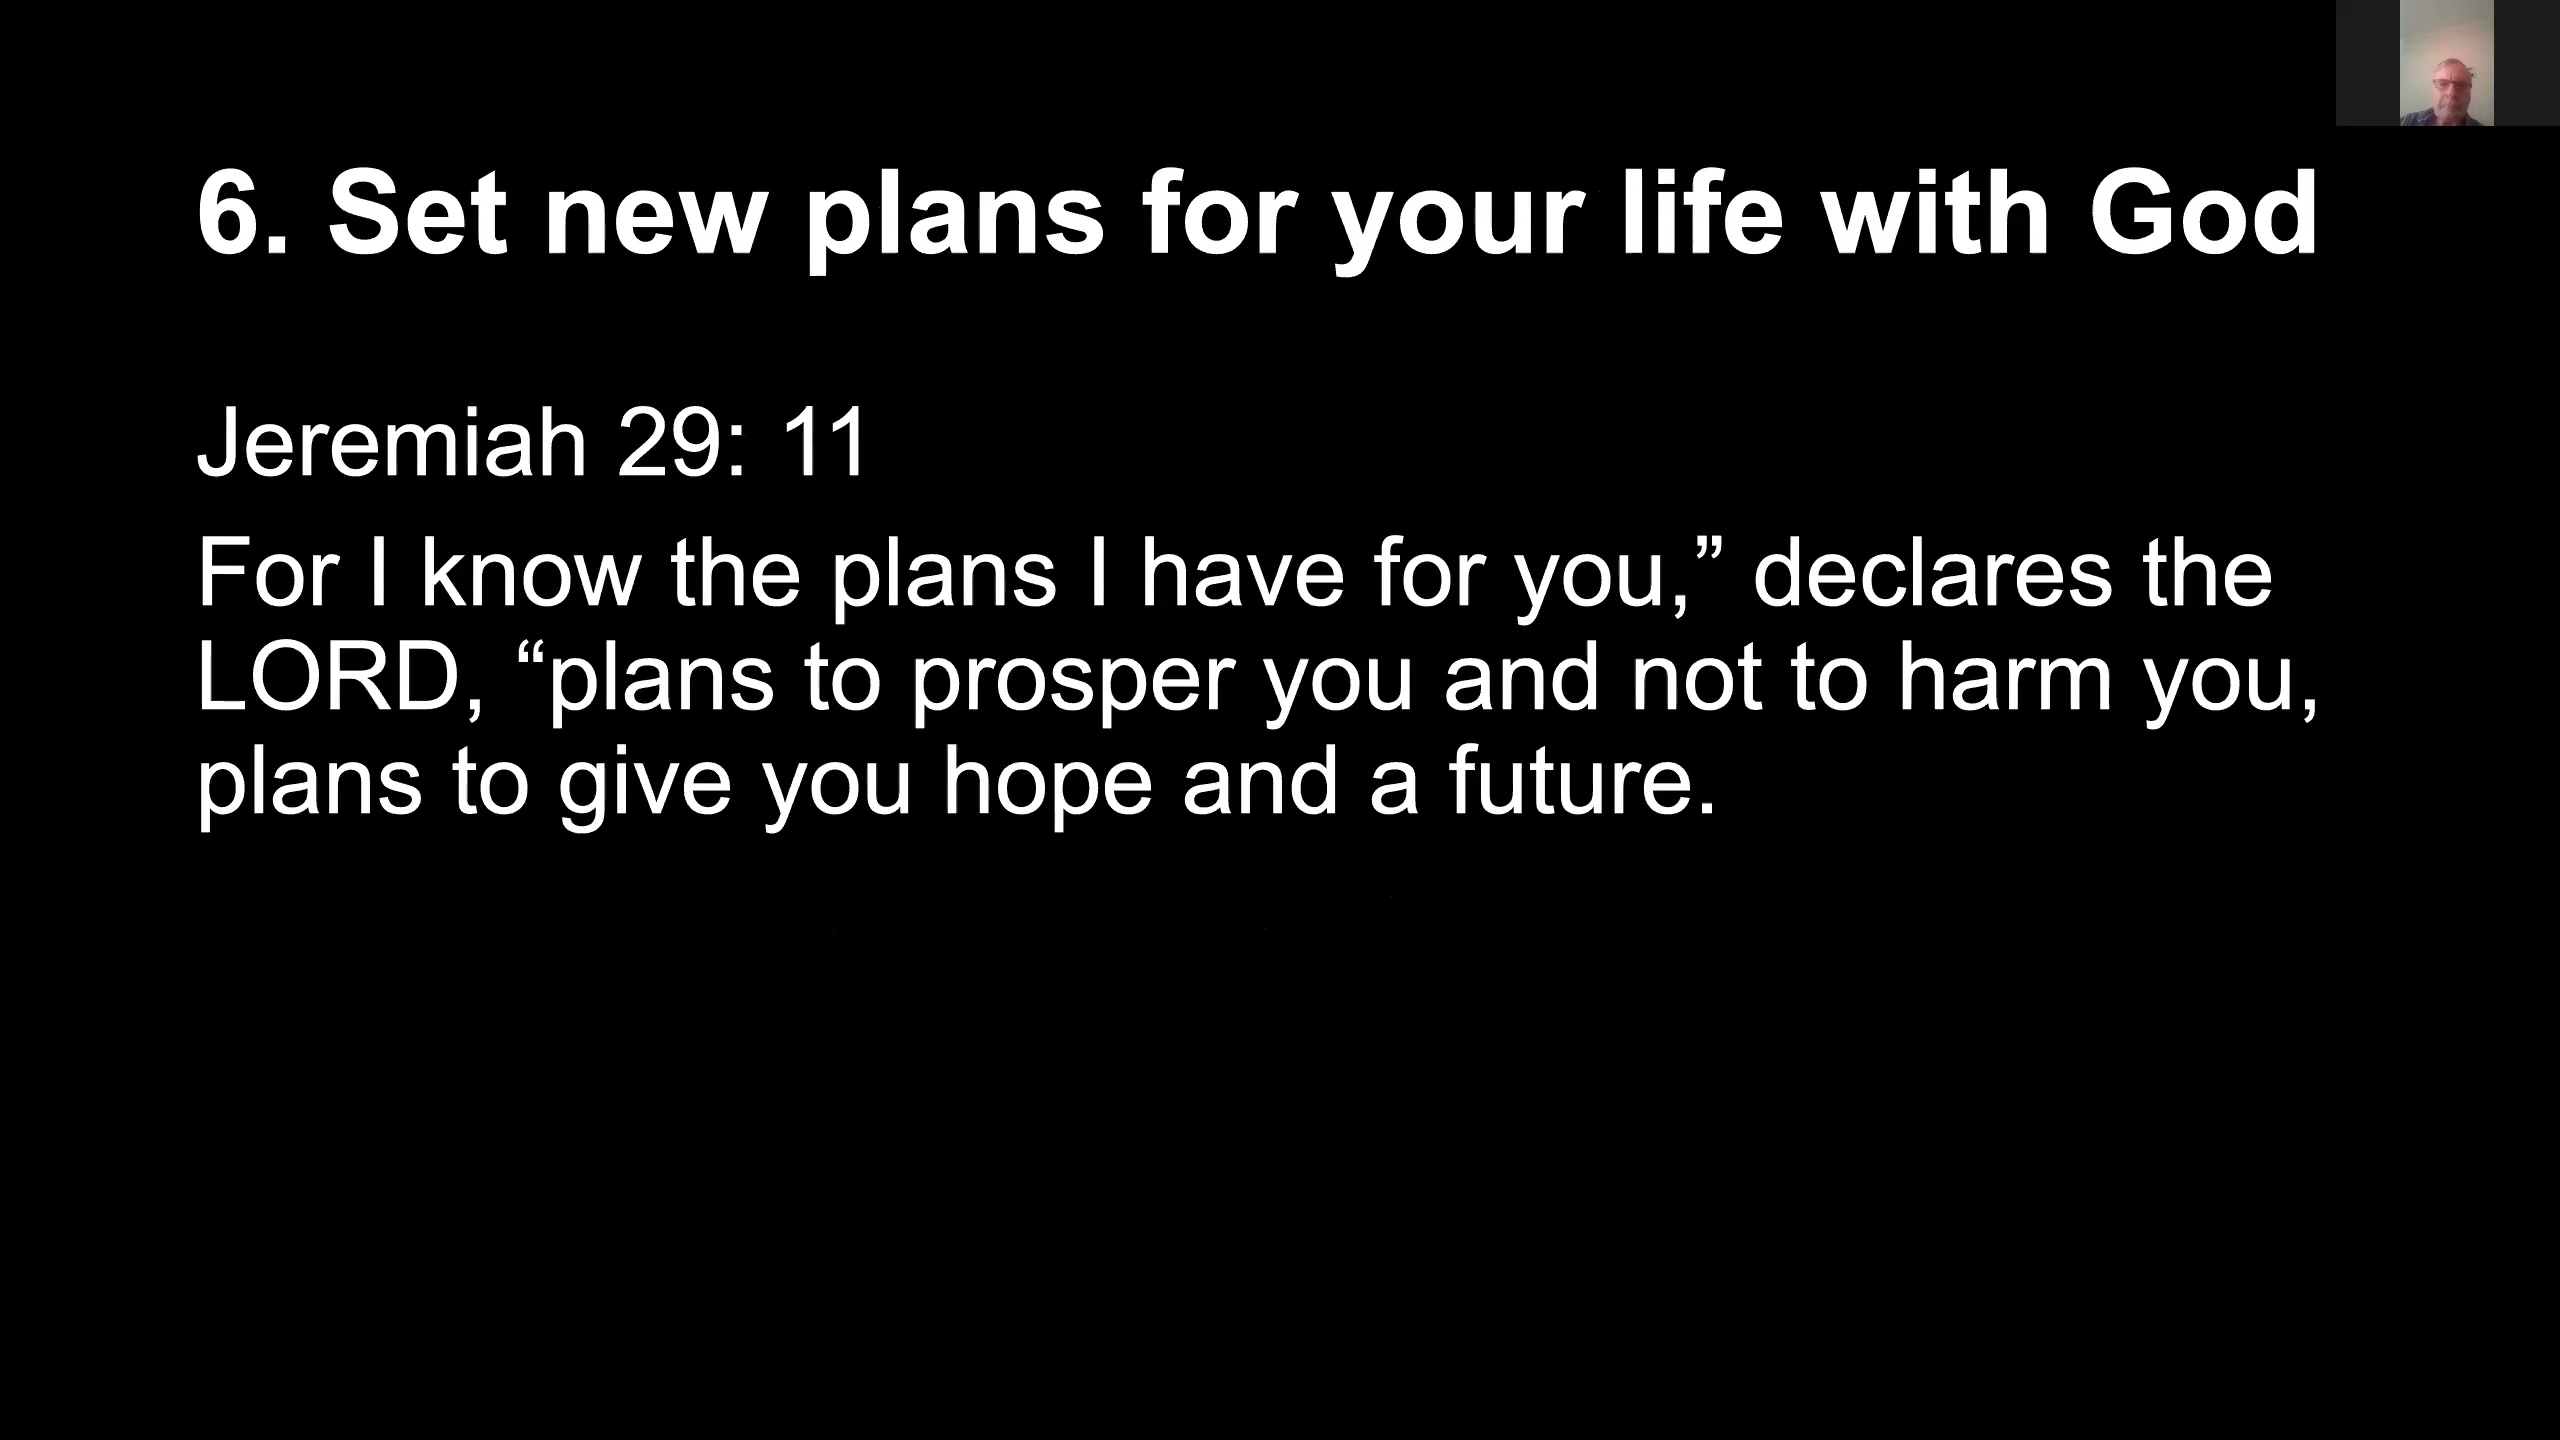 6. Set new plans for your life with God
Jeremiah 29: 11
For I know the plans I have for you,” declares the
LORD, “plans to prosper you and not to harm you,
plans to give you hope and a future.